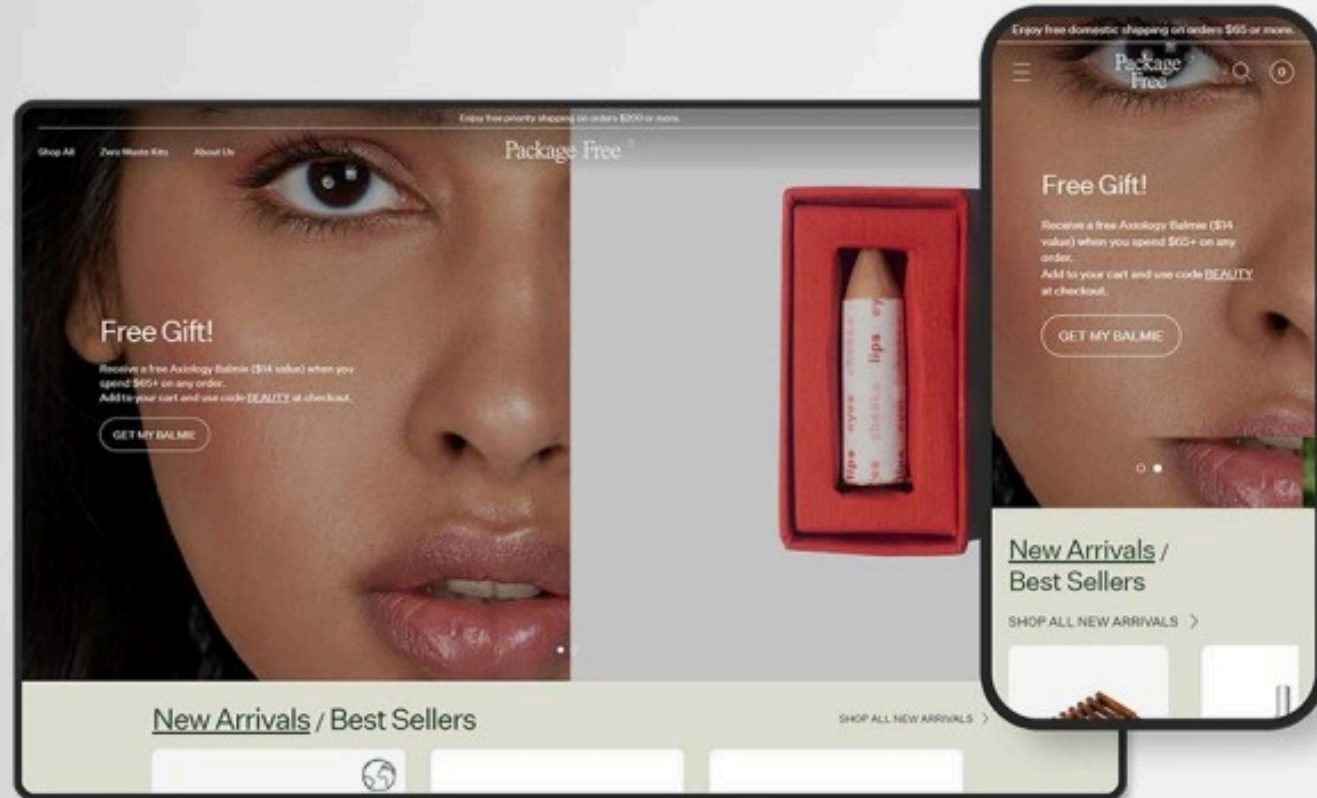 Enjoy free priority shipping on orders $200 or more.
Shop All Zero Waste Kits About Us
Package Free
Free Gift!
Receive a free Axiology Balmie ($14 value) when you
spend $65+ on any order.
Add to your cart and use code BEAUTY at checkout.
GET MY BALMIE
lips eyes cheeks lips
New Arrivals / Best Sellers
SHOP ALL NEW ARRIVALS
Enjoy free domestic shipping on orders $65 or more.
Package
Free
0
Free Gift!
Receive a free Axiology Balmie ($14
value) when you spend $65+ on any
order.
Add to your cart and use code BEAUTY
at checkout.
GET MY BALMIE
New Arrivals /
Best Sellers
SHOP ALL NEW ARRIVALS